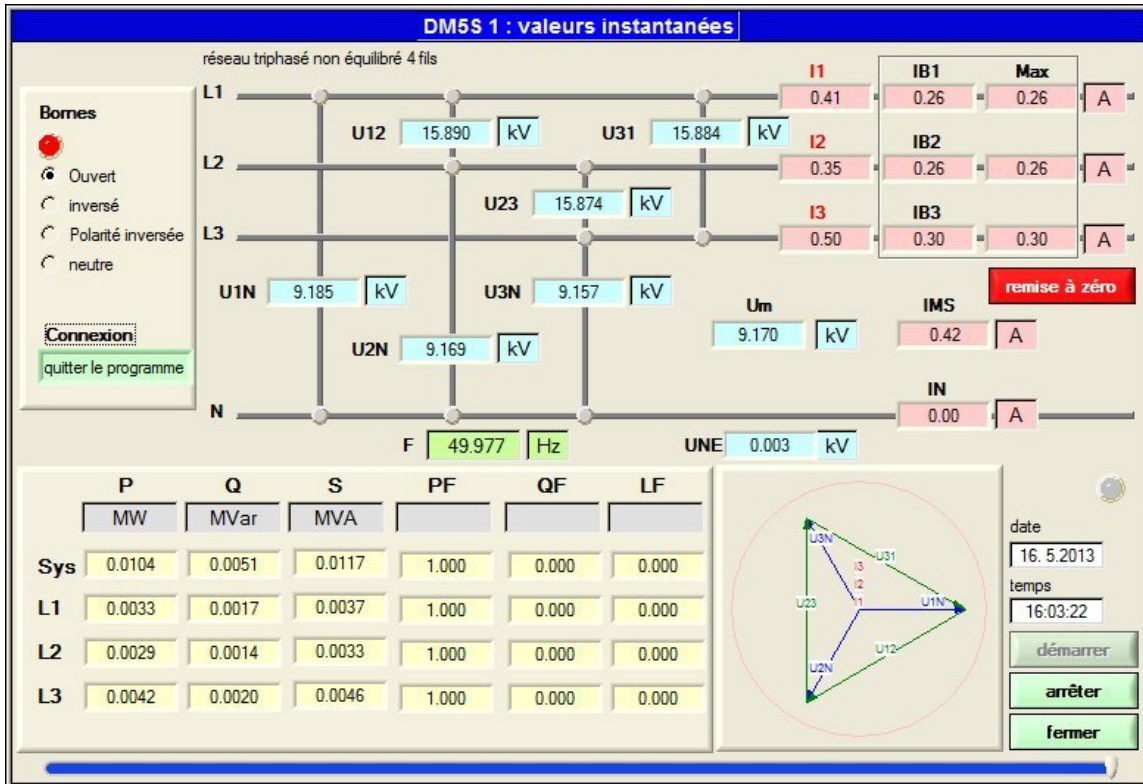 DM5S 1 : valeurs instantanées
réseau triphasé non équilibré 4 fils
Bornes
Ouvert
inversé
Polarité inversée
neutre
Connexion
quitter le programme
I1 IB1 Max
L1 0.41 0.26 0.26 A
U12 15.890 kV U31 15.884 kV
I2 IB2
L2 0.35 0.26 0.26 A
U23 15.874 kV
I3 IB3
L3 0.50 0.30 0.30 A
remise à zéro
U1N 9.185 kV U3N 9.157 kV
Um IMS
9.170 kV 0.42 A
U2N 9.169 kV
IN
N 0.00 A
F 49.977 Hz UNE 0.003 kV
P Q S PF QF LF
MW MVar MVA
Sys 0.0104 0.0051 0.0117 1.000 0.000 0.000
L1 0.0033 0.0017 0.0037 1.000 0.000 0.000
L2 0.0029 0.0014 0.0033 1.000 0.000 0.000
L3 0.0042 0.0020 0.0046 1.000 0.000 0.000
U3N
U31
I3
I2
U23 I1 U1N
U12
U2N
date
16. 5.2013
temps
16:03:22
démarrer
arrêter
fermer